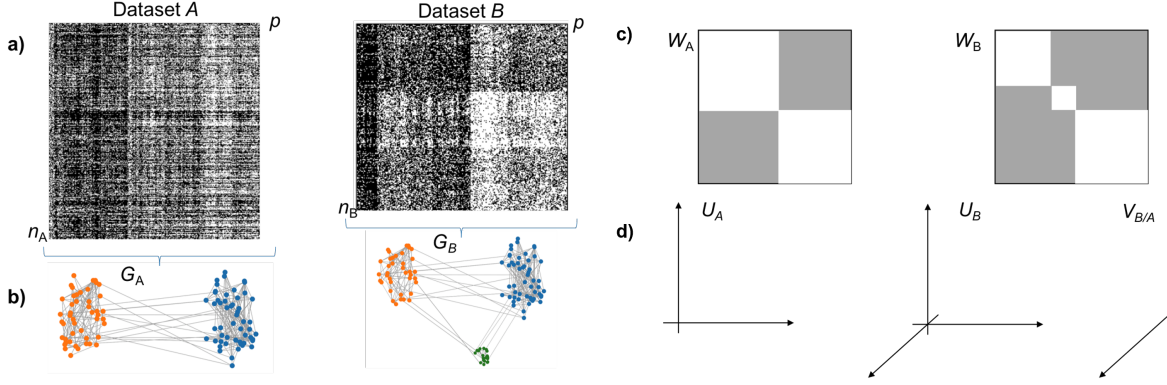 Dataset A
p
Dataset B
p
a)
n_A
n_B
G_A
G_B
b)
c)
W_A
W_B
d)
U_A
U_B
V_B/A